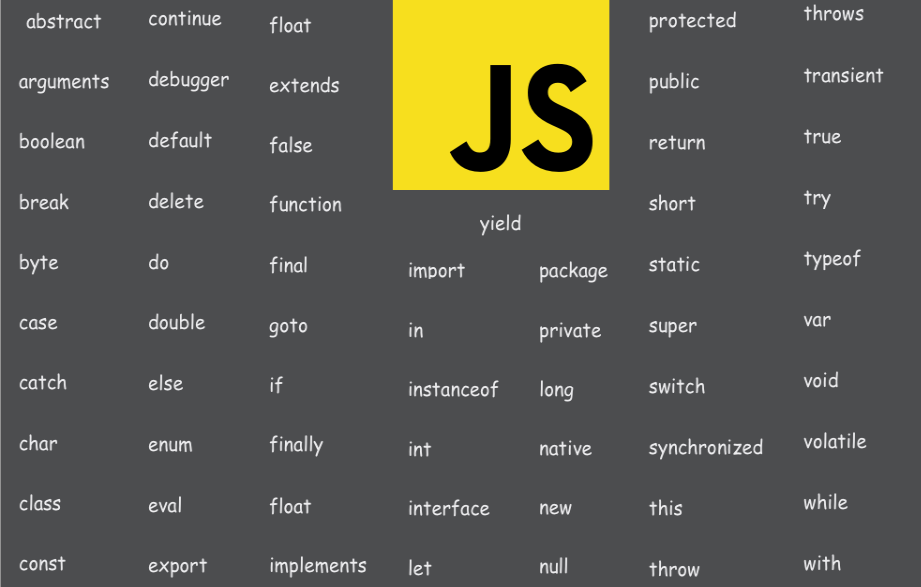 abstract
arguments
boolean
break
byte
case
catch
char
class
const
continue
debugger
default
delete
do
double
else
enum
eval
export
float
extends
false
function
final
goto
if
finally
float
implements
JS
yield
import
in
instanceof
int
interface
let
package
private
long
native
new
null
protected
public
return
short
static
super
switch
synchronized
this
throw
throws
transient
true
try
typeof
var
void
volatile
while
with